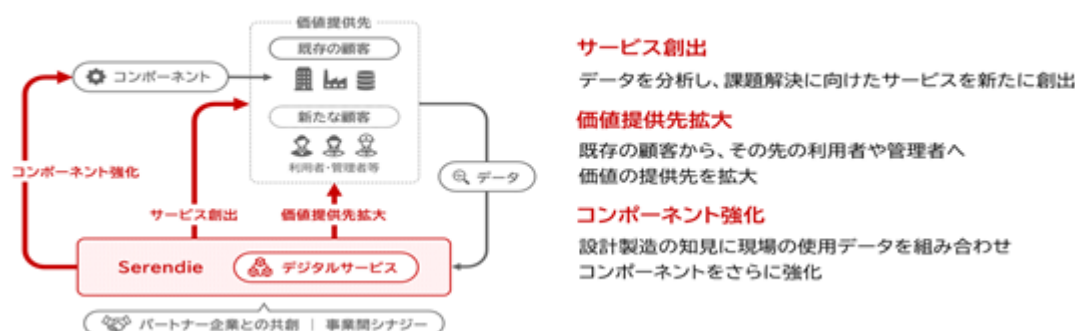 価値提供先
既存の顧客
コンポーネント
新たな顧客
利用者・管理者等
コンポーネント強化
データ
サービス創出
価値提供先拡大
Serendie
デジタルサービス
パートナー企業との共創 | 事業間シナジー
サービス創出
データを分析し、課題解決に向けたサービスを新たに創出
価値提供先拡大
既存の顧客から、その先の利用者や管理者へ
価値の提供先を拡大
コンポーネント強化
設計製造の知見に現場の使用データを組み合わせ
コンポーネントをさらに強化